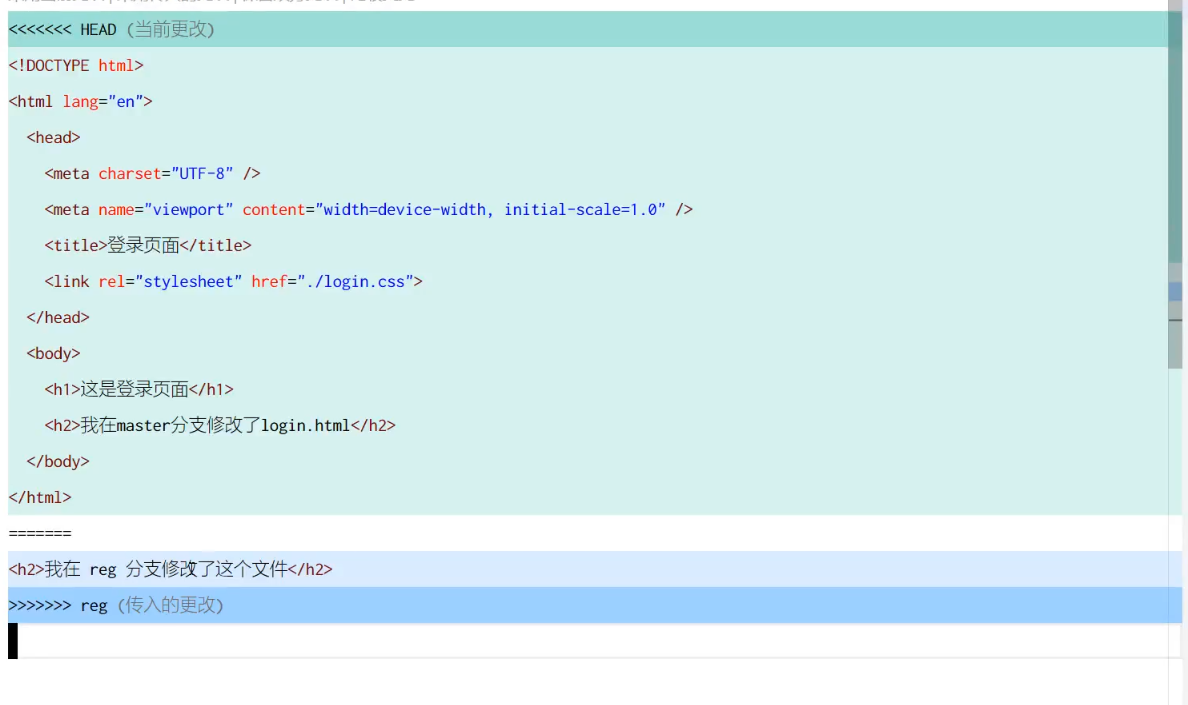 <<<<<<< HEAD (当前更改)
<!DOCTYPE html>
<html lang="en">
<head>
<meta charset="UTF-8" />
<meta name="viewport" content="width=device-width, initial-scale=1.0" />
<title>登录页面</title>
<link rel="stylesheet" href="./login.css">
</head>
<body>
<h1>这是登录页面</h1>
<h2>我在master分支修改了login.html</h2>
</body>
</html>
=======
<h2>我在 reg 分支修改了这个文件</h2>
>>>>>>> reg (传入的更改)